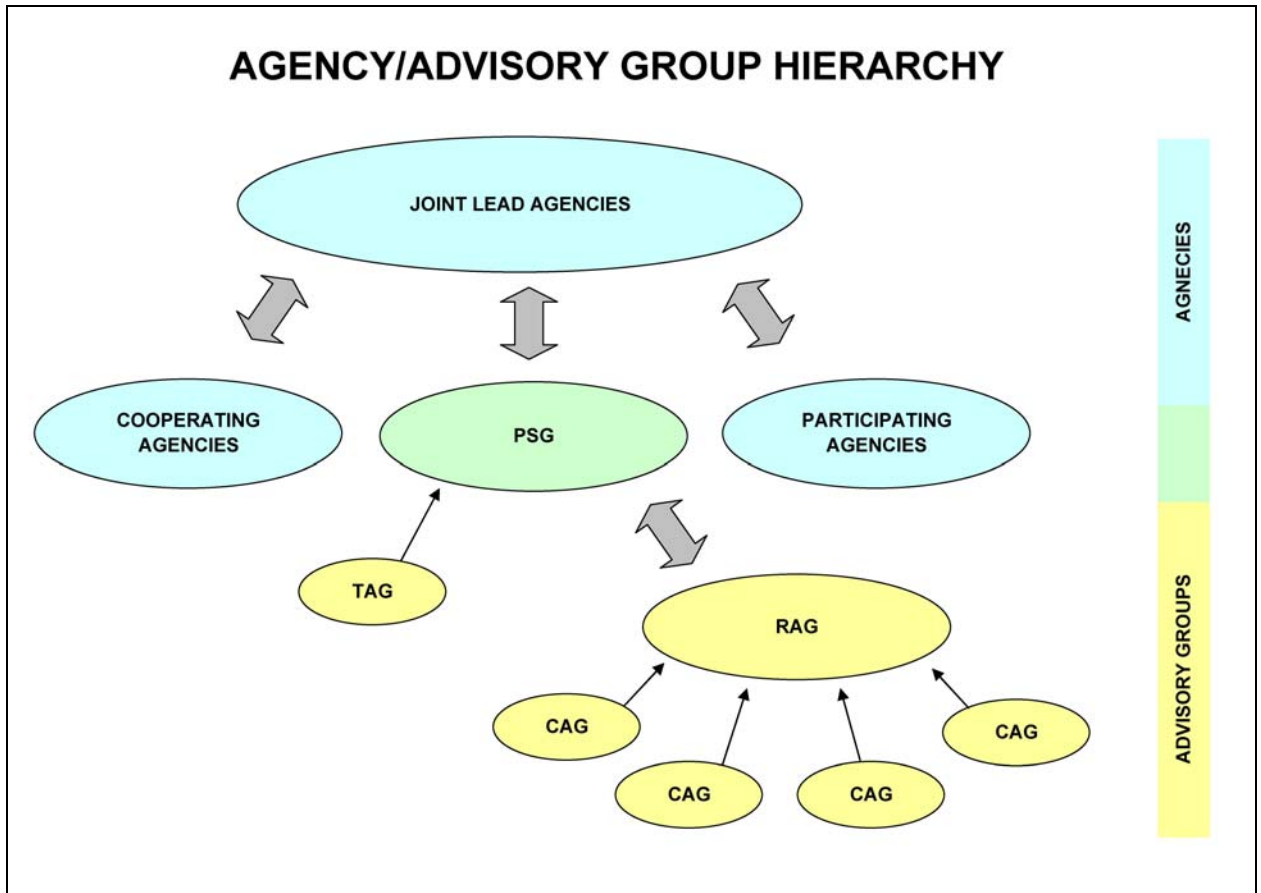 AGENCY/ADVISORY GROUP HIERARCHY
JOINT LEAD AGENCIES
AGNECIES
COOPERATING
AGENCIES
PSG
PARTICIPATING
AGENCIES
TAG
RAG
ADVISORY GROUPS
CAG
CAG
CAG
CAG